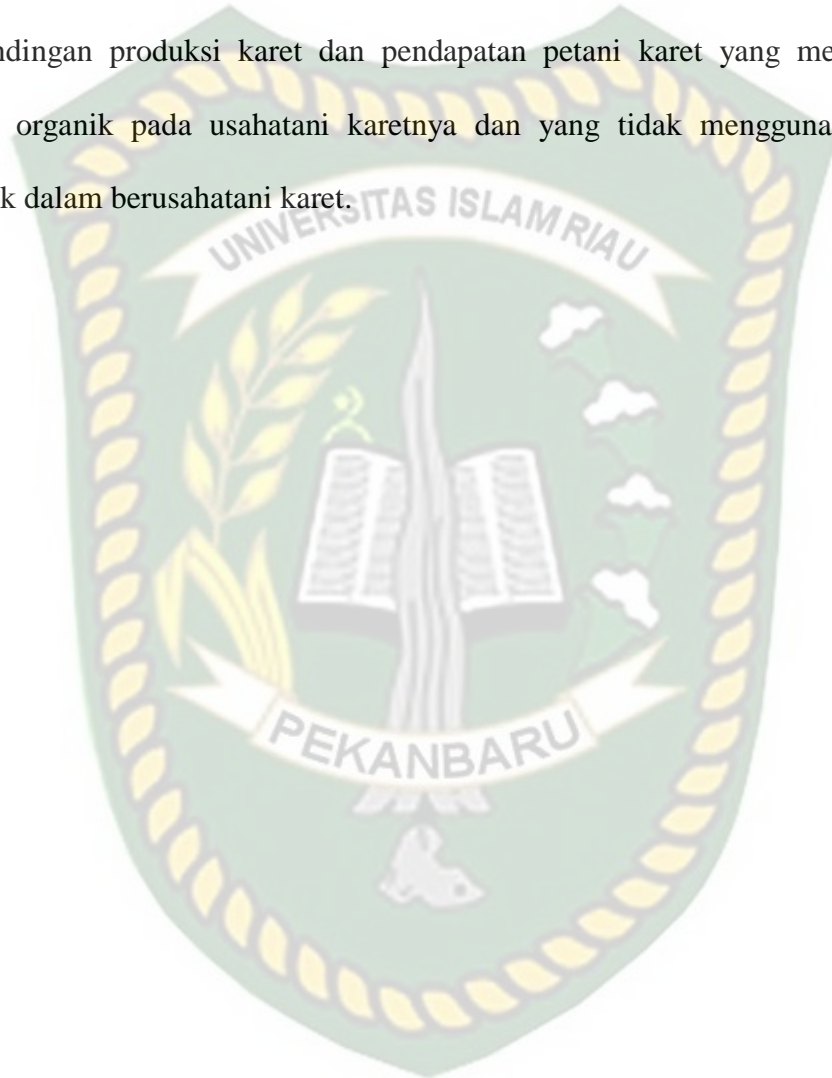 ndingan produksi karet dan pendapatan petani karet yang me
organik pada usahatani karetnya dan yang tidak mengguna
k dalam berusahatani karet.
UNIVERSITAS ISLAM RIAU
PEKANBARU